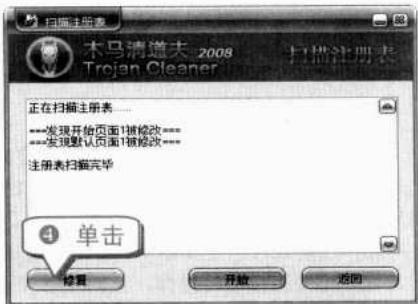 扫描注册表
木马清道夫 2008
Trojan Cleaner
扫描注册表
正在扫描注册表......
===发现开始页面1被修改===
===发现默认页面1被修改===
注册表扫描完毕
❹ 单击
修复
开始
返回